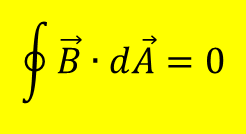 ∮ B⃗ · dA⃗ = 0